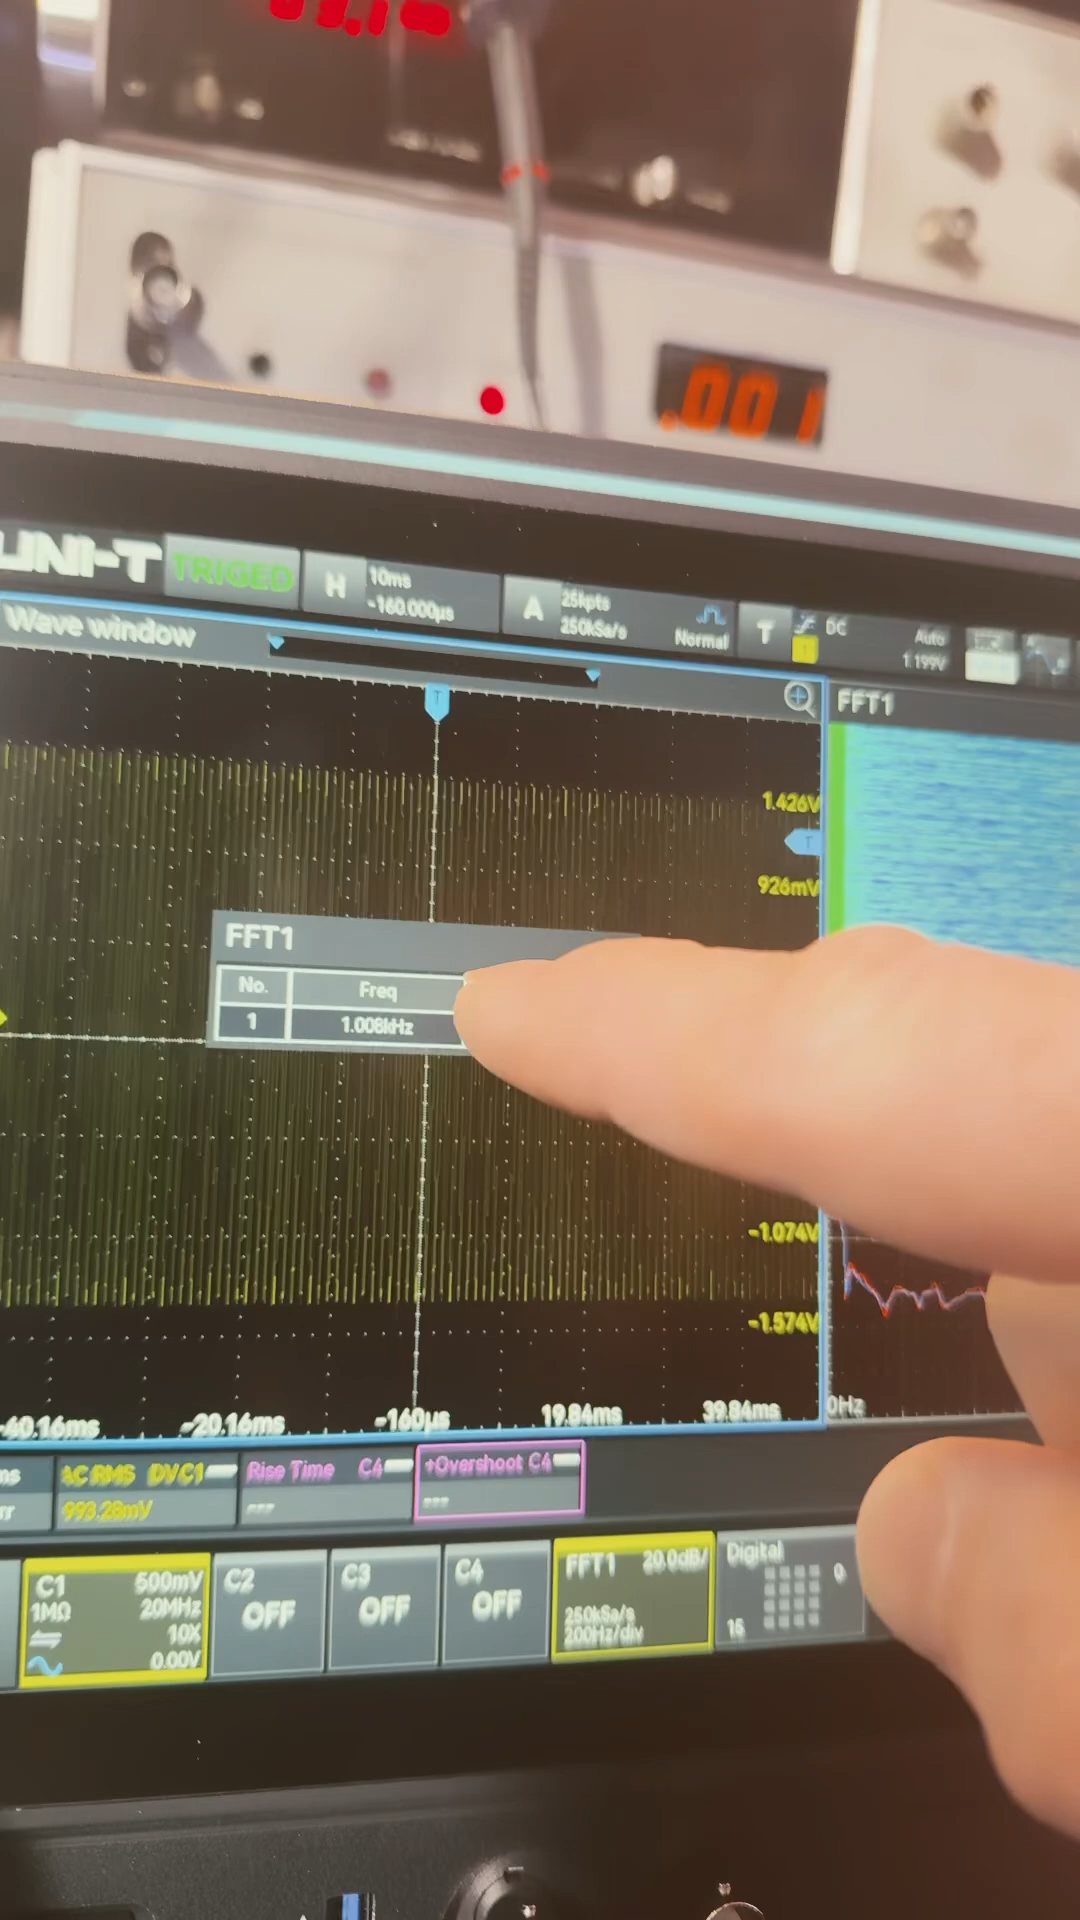 .001
UNI-T
TRIGED
H
10ms
-160.000µs
A
25kpts
250kSa/s
Normal
T
DC
1
Auto
1.199V
Wave window
T
FFT1
1.426V
T
926mV
FFT1
No.
Freq
1
1.008kHz
-1.074V
-1.574V
-40.16ms
-20.16ms
-160µs
19.84ms
39.84ms
0Hz
ms
AC RMS DVC1
993.28mV
Rise Time C4
---
+Overshoot C4
---
C1
500mV
1MΩ
20MHz
10X
0.00V
C2
OFF
C3
OFF
C4
OFF
FFT1
20.0dB/
250kSa/s
200Hz/div
Digital
0
15